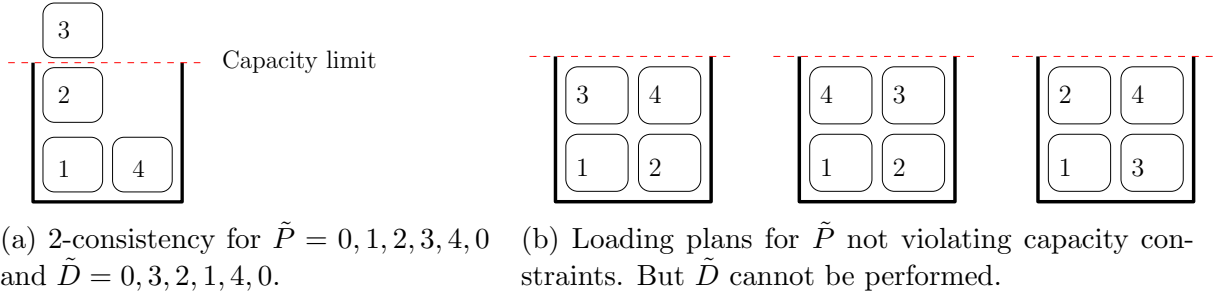 3
Capacity limit
2
1 4
3 4
1 2
4 3
1 2
2 4
1 3
(a) 2-consistency for P̃ = 0, 1, 2, 3, 4, 0
and D̃ = 0, 3, 2, 1, 4, 0.
(b) Loading plans for P̃ not violating capacity con-
straints. But D̃ cannot be performed.